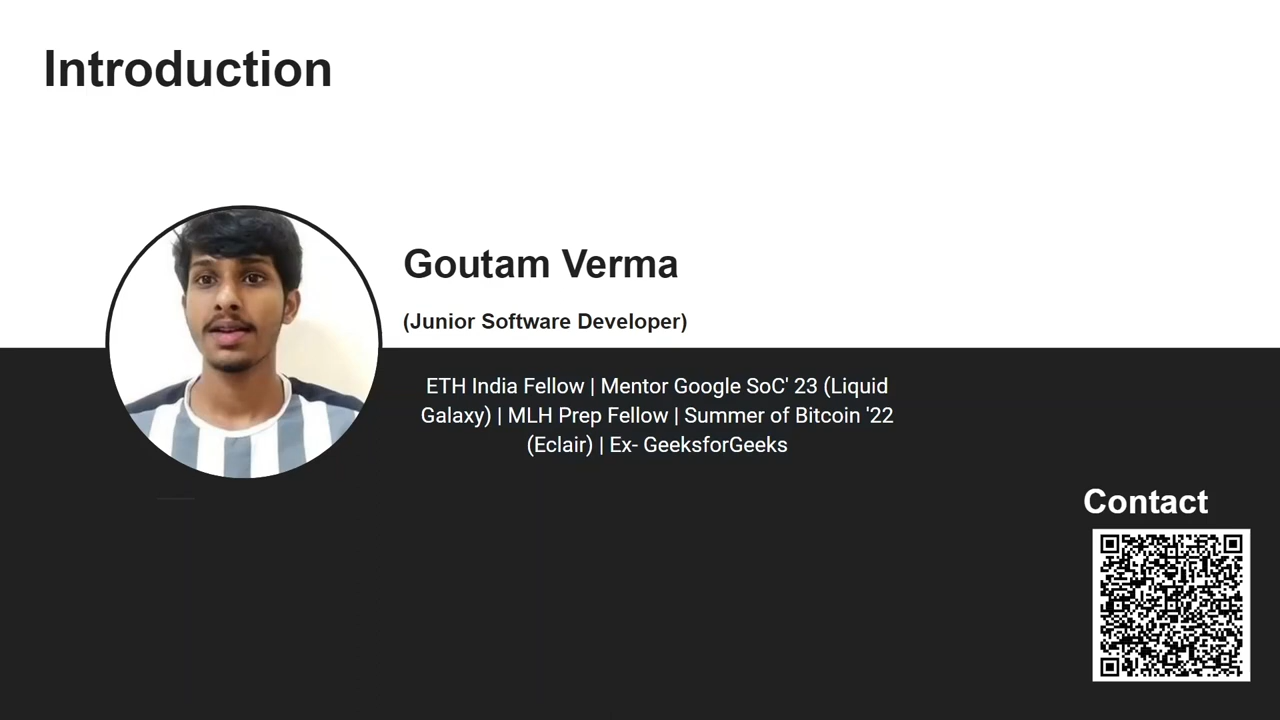 Introduction
Goutam Verma
(Junior Software Developer)
ETH India Fellow | Mentor Google SoC' 23 (Liquid
Galaxy) | MLH Prep Fellow | Summer of Bitcoin '22
(Eclair) | Ex- GeeksforGeeks
Contact